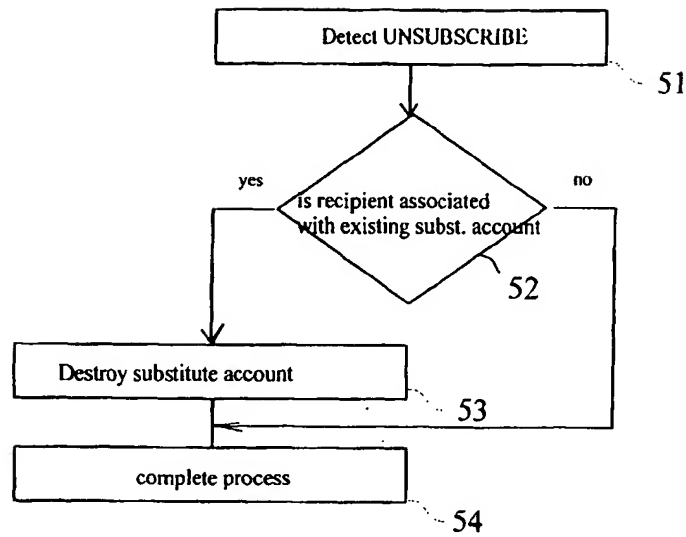 Detect UNSUBSCRIBE
51
yes
no
is recipient associated
with existing subst. account
52
Destroy substitute account
53
complete process
54